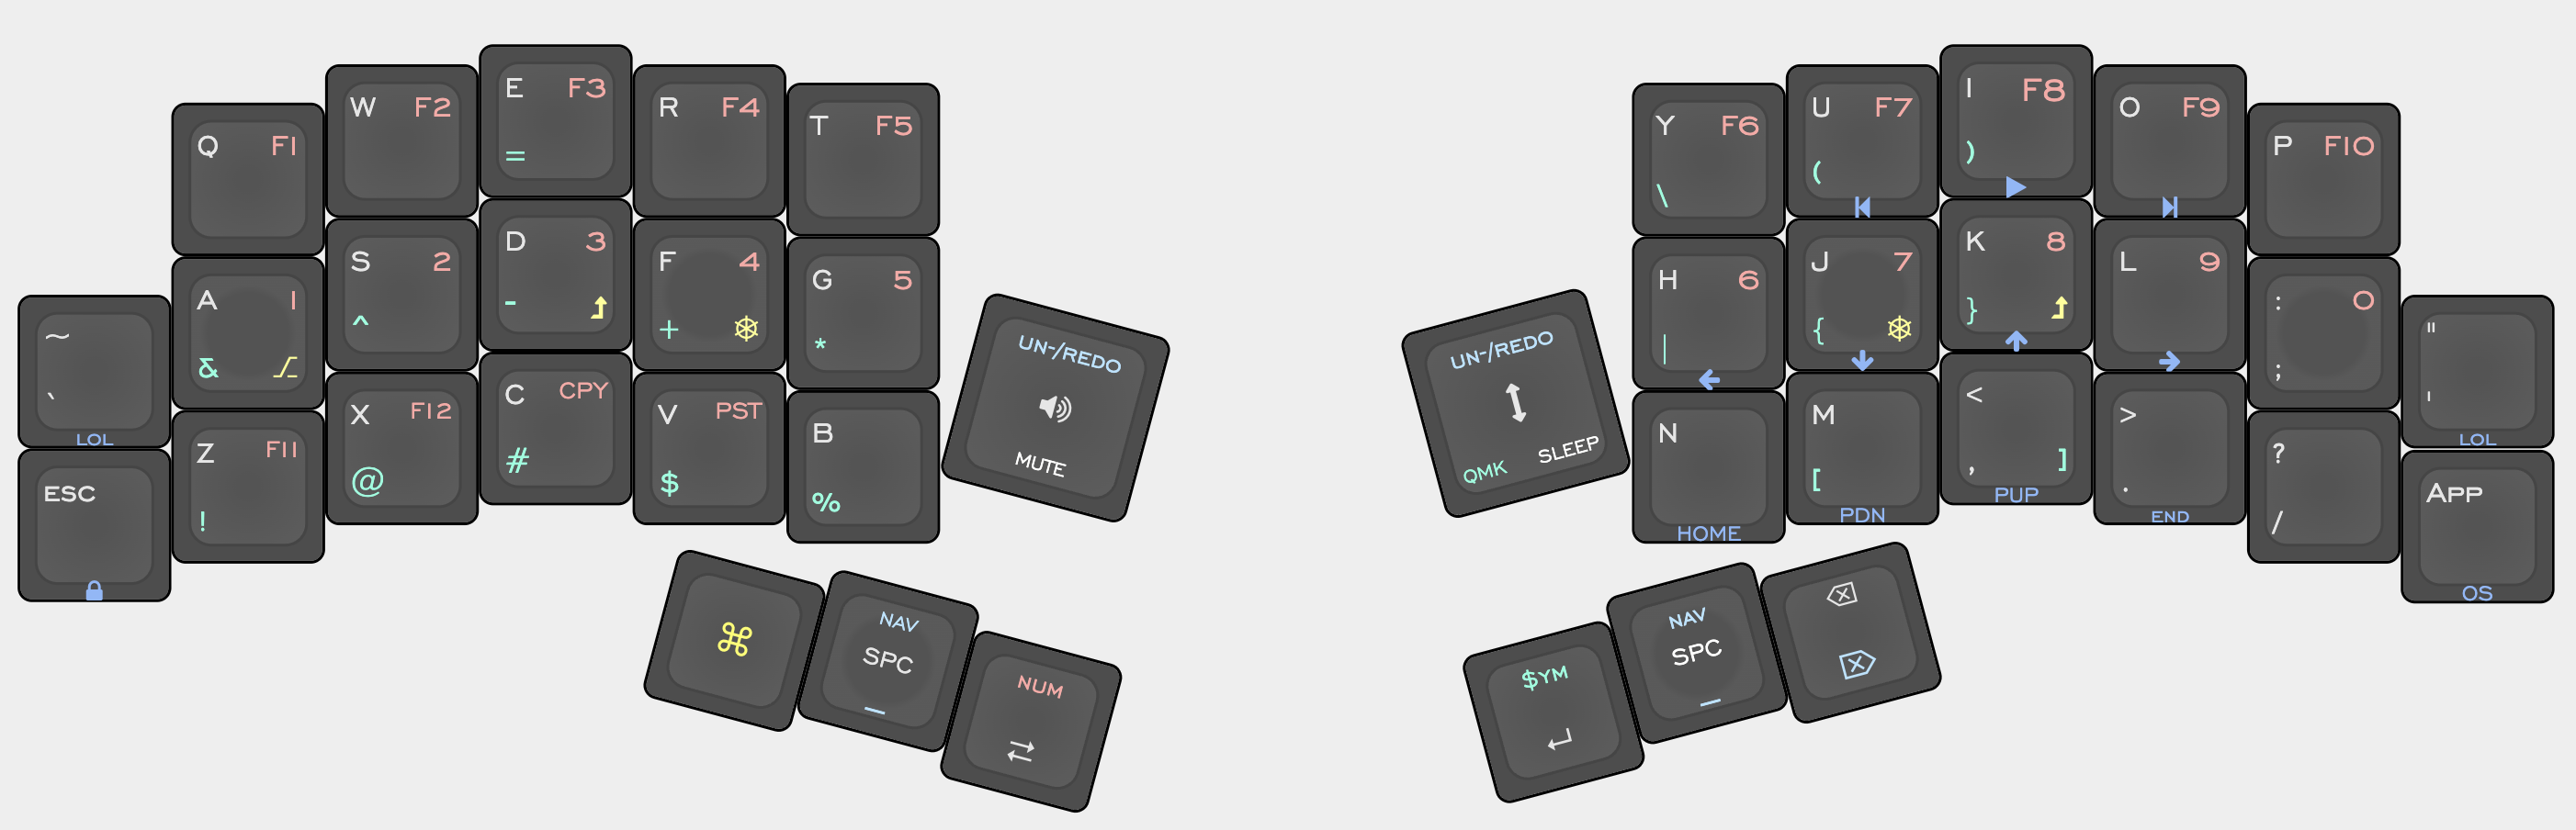 Q F1
W F2
E F3
=
R F4
T F5
Y F6
\
U F7
(
I F8
)
O F9
P F10
~
`
LOL
A 1
&
S 2
^
D 3
-
F 4
+
G 5
*
UN-/REDO
MUTE
UN-/REDO
QMK SLEEP
H 6
|
J 7
{
K 8
}
L 9
: 0
;
"
'
LOL
ESC
Z F11
!
X F12
@
C CPY
#
V PST
$
B
%
N
HOME
M
[
PDN
<
, ]
PUP
>
.
END
?
/
APP
OS
⌘
NAV
SPC
_
NUM
$YM
NAV
SPC
_